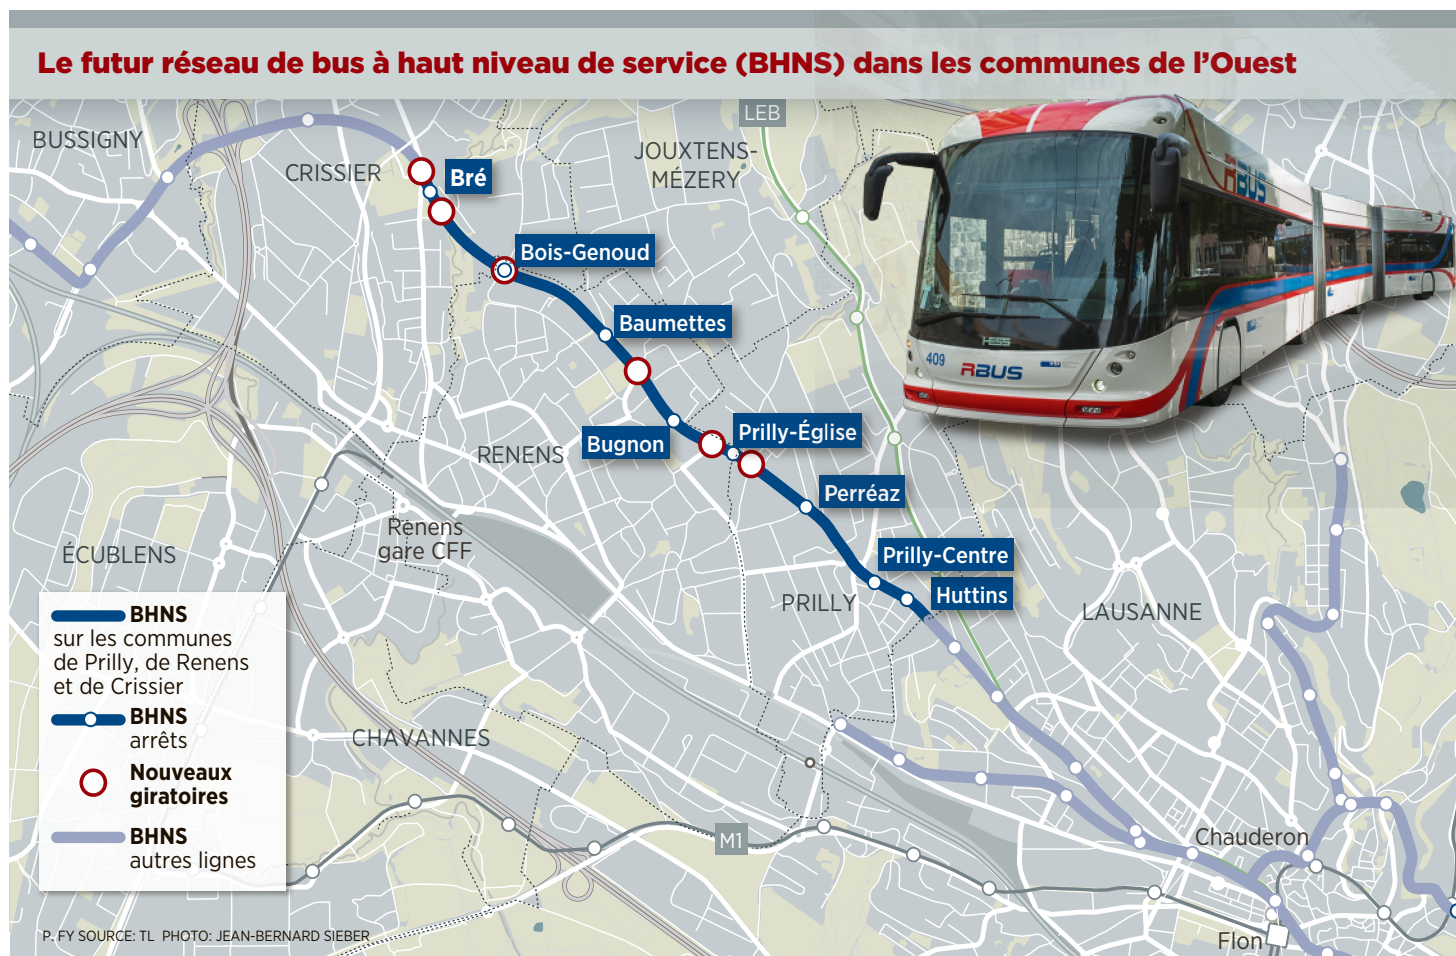 Le futur réseau de bus à haut niveau de service (BHNS) dans les communes de l'Ouest
LEB
BUSSIGNY
CRISSIER
Bré
JOUXTENS-
MÉZERY
RBUS
Bois-Genoud
Baumettes
HESS
409
RBUS
Bugnon
Prilly-Église
RENENS
Perréaz
Renens
gare CFF
ÉCUBLENS
Prilly-Centre
Huttins
PRILLY
LAUSANNE
BHNS
sur les communes
de Prilly, de Renens
et de Crissier
BHNS
arrêts
Nouveaux
giratoires
BHNS
autres lignes
CHAVANNES
M1
Chauderon
Flon
P. FY SOURCE: TL PHOTO: JEAN-BERNARD SIEBER